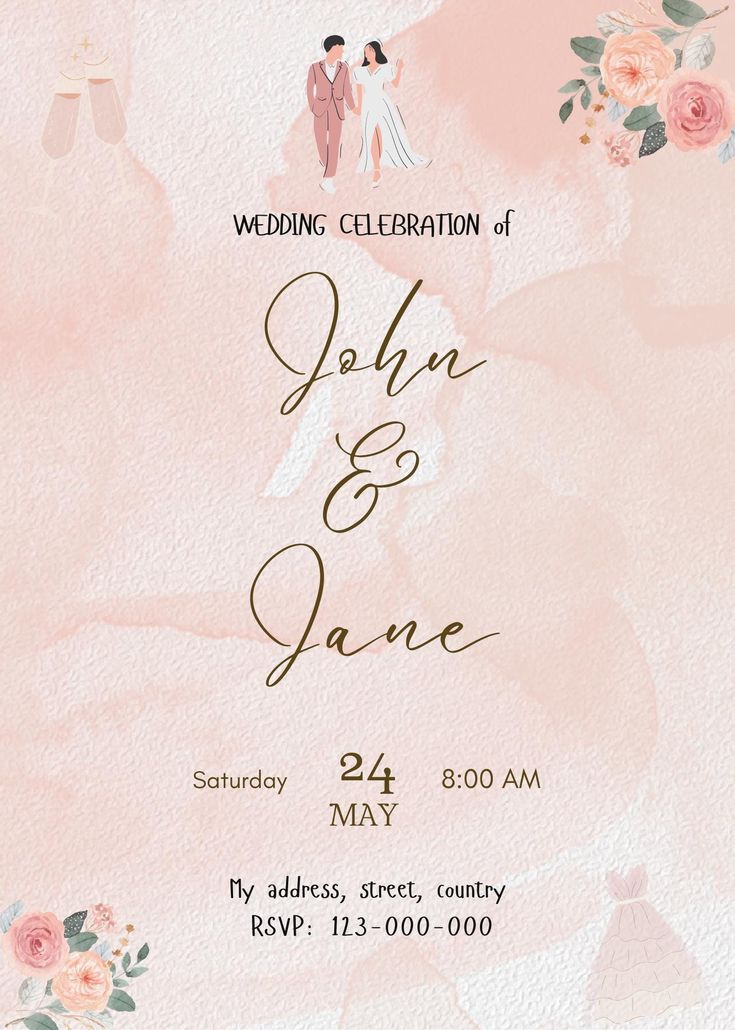 WEDDING CELEBRATION of
John
&
Jane
Saturday 24 8:00 AM
MAY
My address, street, country
RSVP: 123-000-000